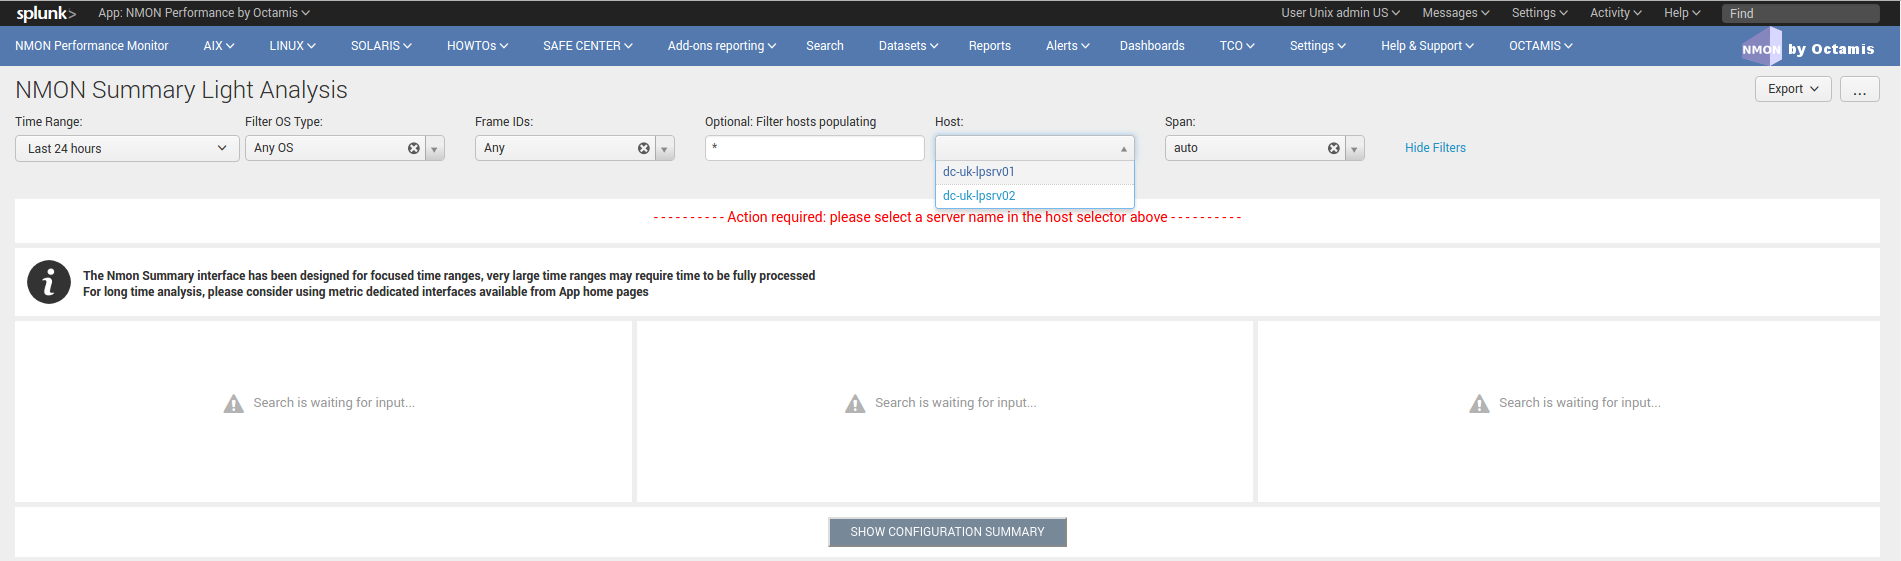 splunk> App: NMON Performance by Octamis User Unix admin US Messages Settings Activity Help Find
NMON Performance Monitor AIX LINUX SOLARIS HOWTOs SAFE CENTER Add-ons reporting Search Datasets Reports Alerts Dashboards TCO Settings Help & Support OCTAMIS NMON by Octamis
NMON Summary Light Analysis Export ...
Time Range: Filter OS Type: Frame IDs: Optional: Filter hosts populating Host: Span:
Last 24 hours Any OS Any * auto Hide Filters
dc-uk-lpsrv01
dc-uk-lpsrv02
- - - - - - - - - - Action required: please select a server name in the host selector above - - - - - - - - - -
The Nmon Summary interface has been designed for focused time ranges, very large time ranges may require time to be fully processed
For long time analysis, please consider using metric dedicated interfaces available from App home pages
Search is waiting for input... Search is waiting for input... Search is waiting for input...
SHOW CONFIGURATION SUMMARY